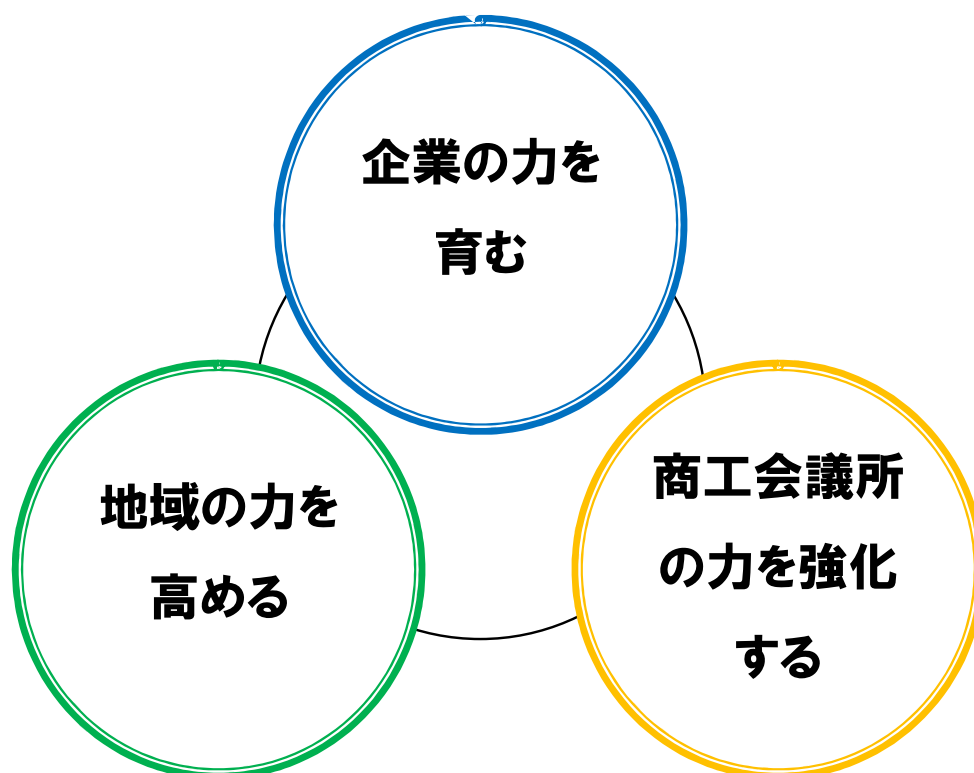 企業の力を
育む
地域の力を
高める
商工会議所
の力を強化
する